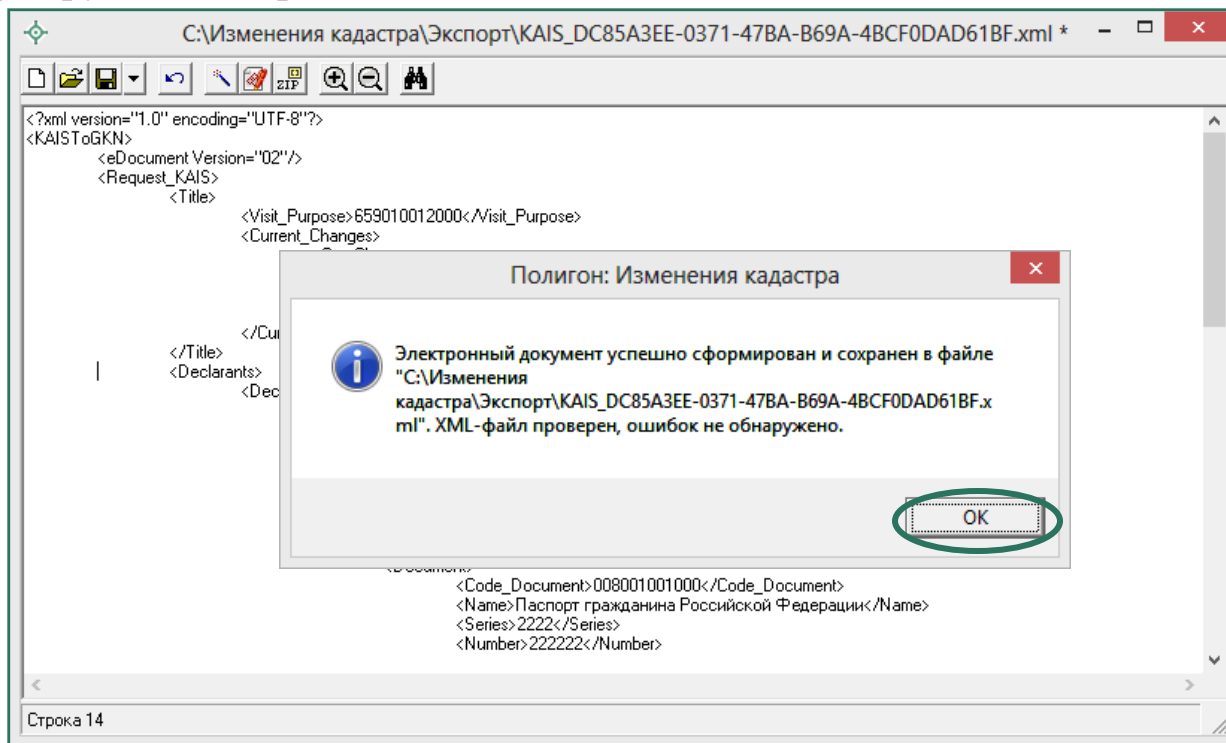 C:\Изменения кадастра\Экспорт\KAIS_DC85A3EE-0371-47BA-B69A-4BCF0DAD61BF.xml *
ZIP
<?xml version="1.0" encoding="UTF-8"?>
<KAISToGKN>
<eDocument Version="02"/>
<Request_KAIS>
<Title>
<Visit_Purpose>659010012000</Visit_Purpose>
<Current_Changes>
Полигон: Изменения кадастра
</Cur
</Title>
<Declarants>
<Dec
Электронный документ успешно сформирован и сохранен в файле
"C:\Изменения
кадастра\Экспорт\KAIS_DC85A3EE-0371-47BA-B69A-4BCF0DAD61BF.x
ml". XML-файл проверен, ошибок не обнаружено.
OK
<Code_Document>008001001000</Code_Document>
<Name>Паспорт гражданина Российской Федерации</Name>
<Series>2222</Series>
<Number>222222</Number>
Строка 14